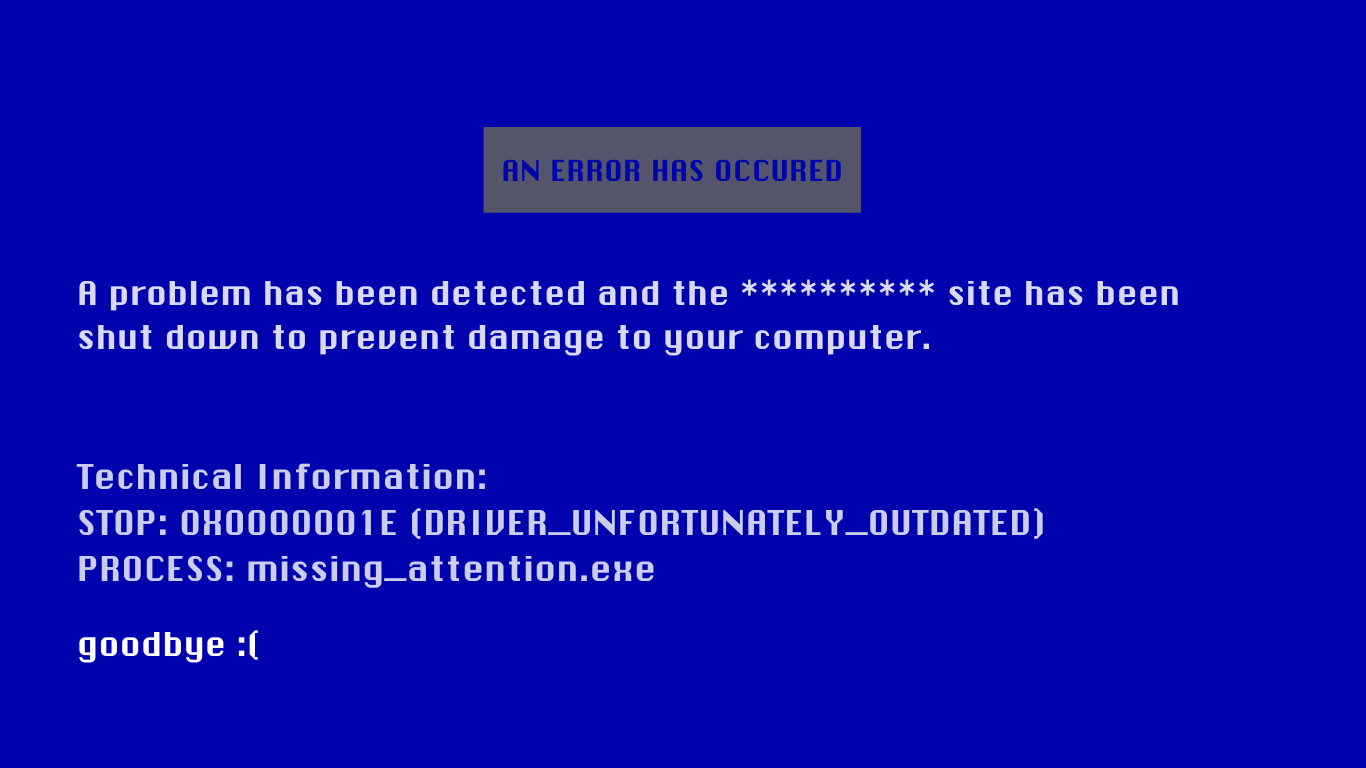 AN ERROR HAS OCCURED
A problem has been detected and the ********** site has been
shut down to prevent damage to your computer.
Technical Information:
STOP: 0X0000001E (DRIVER_UNFORTUNATELY_OUTDATED)
PROCESS: missing_attention.exe
goodbye :(